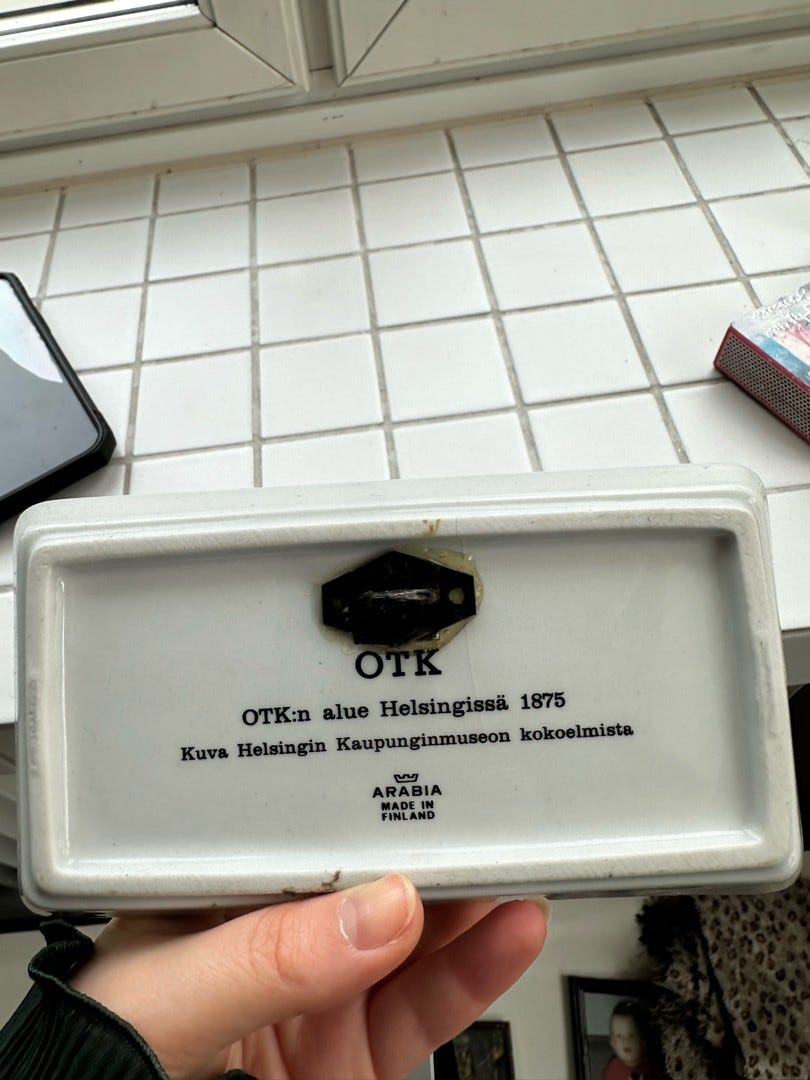 OTK
OTK:n alue Helsingissä 1875
Kuva Helsingin Kaupunginmuseon kokoelmista
ARABIA
MADE IN
FINLAND